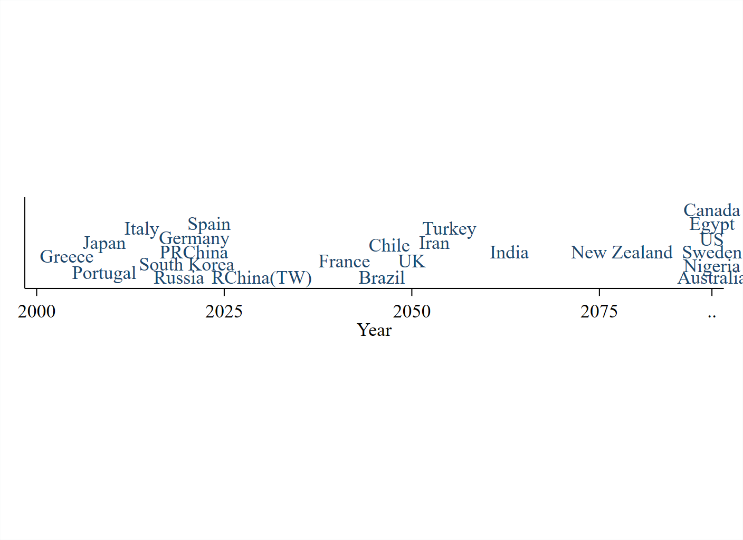 Canada
Spain Egypt
Italy Turkey
Germany US
Japan Chile Iran
PRChina India New Zealand Sweden
Greece France UK
South Korea Nigeria
Portugal
Russia RChina(TW) Brazil Australia
2000 2025 2050 2075 ..
Year